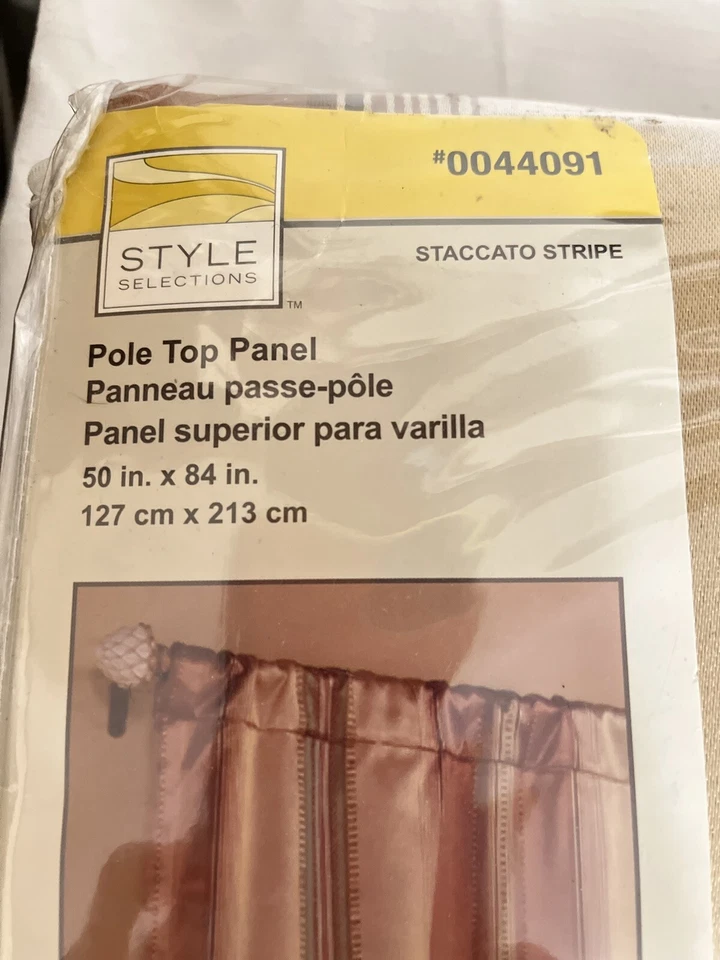 #0044091
STYLE
SELECTIONS
™
STACCATO STRIPE
Pole Top Panel
Panneau passe-pôle
Panel superior para varilla
50 in. x 84 in.
127 cm x 213 cm